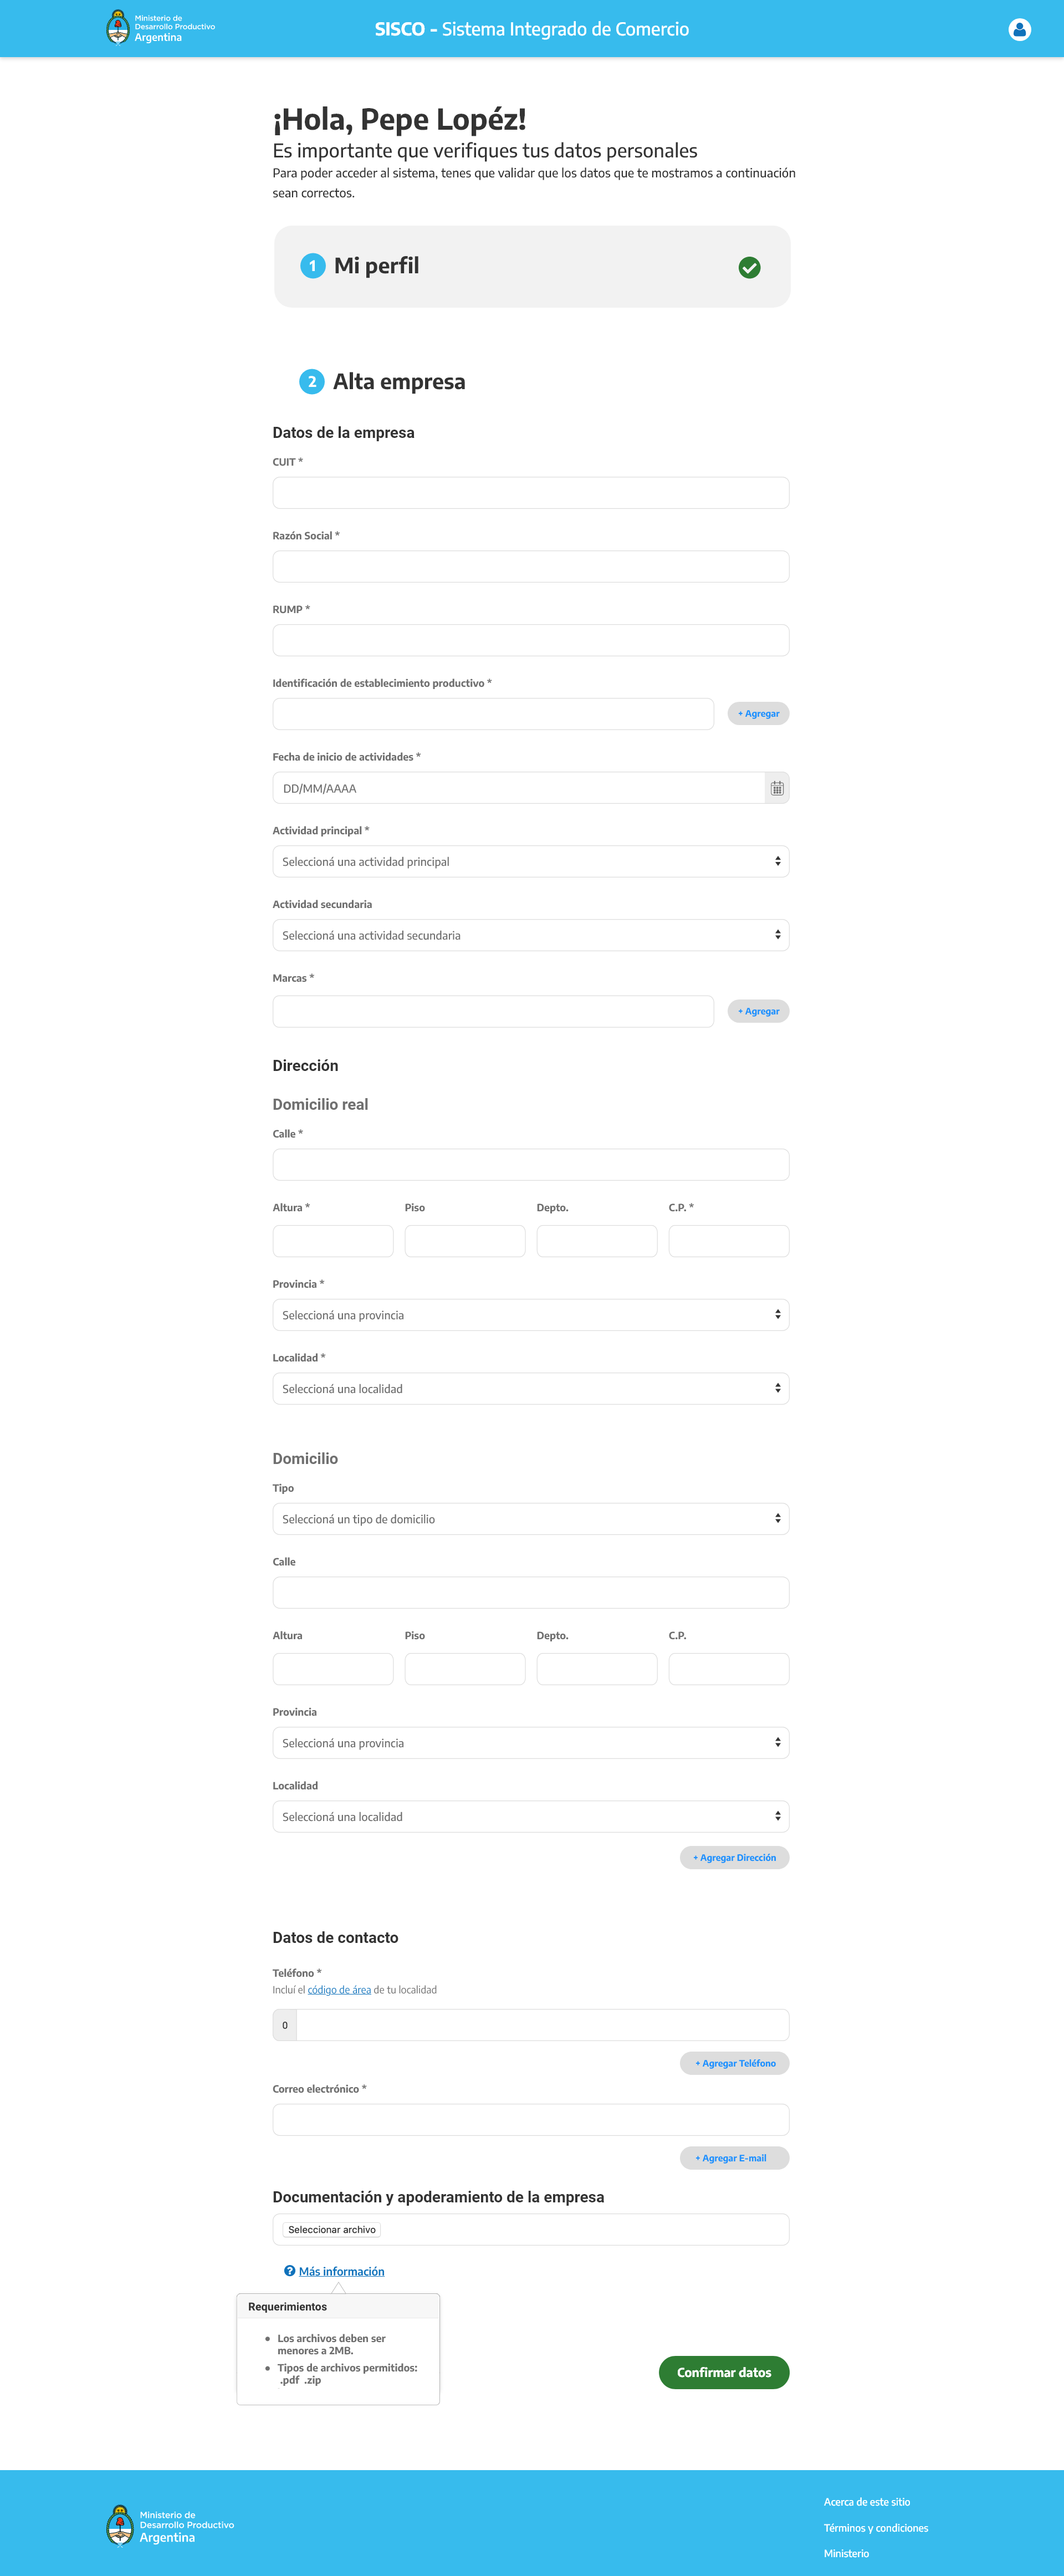 Ministerio de
Desarrollo Productivo
Argentina
SISCO - Sistema Integrado de Comercio
¡Hola, Pepe Lopéz!
Es importante que verifiques tus datos personales
Para poder acceder al sistema, tenes que validar que los datos que te mostramos a continuación
sean correctos.
1 Mi perfil
2 Alta empresa
Datos de la empresa
CUIT *
Razón Social *
RUMP *
Identificación de establecimiento productivo *
+ Agregar
Fecha de inicio de actividades *
DD/MM/AAAA
Actividad principal *
Seleccioná una actividad principal
Actividad secundaria
Seleccioná una actividad secundaria
Marcas *
+ Agregar
Dirección
Domicilio real
Calle *
Altura * Piso Depto. C.P. *
Provincia *
Seleccioná una provincia
Localidad *
Seleccioná una localidad
Domicilio
Tipo
Seleccioná un tipo de domicilio
Calle
Altura Piso Depto. C.P.
Provincia
Seleccioná una provincia
Localidad
Seleccioná una localidad
+ Agregar Dirección
Datos de contacto
Teléfono *
Incluí el código de área de tu localidad
0
+ Agregar Teléfono
Correo electrónico *
+ Agregar E-mail
Documentación y apoderamiento de la empresa
Seleccionar archivo
? Más información
Requerimientos
• Los archivos deben ser
menores a 2MB.
• Tipos de archivos permitidos:
.pdf .zip
Confirmar datos
Ministerio de
Desarrollo Productivo
Argentina
Acerca de este sitio
Términos y condiciones
Ministerio